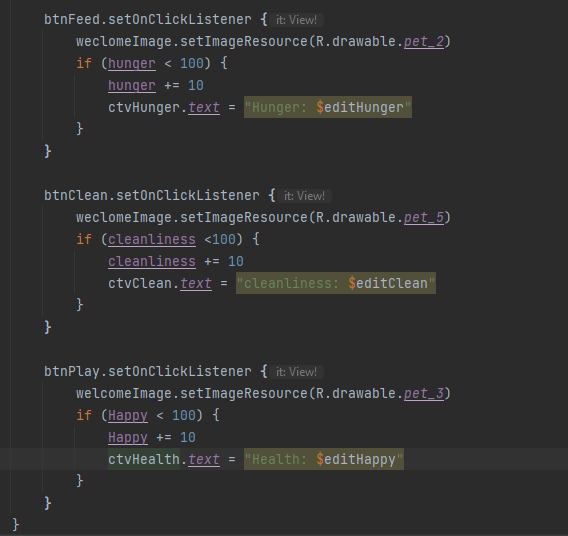 btnFeed.setOnClickListener { it: View!
weclomeImage.setImageResource(R.drawable.pet_2)
if (hunger < 100) {
hunger += 10
ctvHunger.text = "Hunger: $editHunger"
}
}
btnClean.setOnClickListener { it: View!
weclomeImage.setImageResource(R.drawable.pet_5)
if (cleanliness <100) {
cleanliness += 10
ctvClean.text = "cleanliness: $editClean"
}
}
btnPlay.setOnClickListener { it: View!
welcomeImage.setImageResource(R.drawable.pet_3)
if (Happy < 100) {
Happy += 10
ctvHealth.text = "Health: $editHappy"
}
}
}